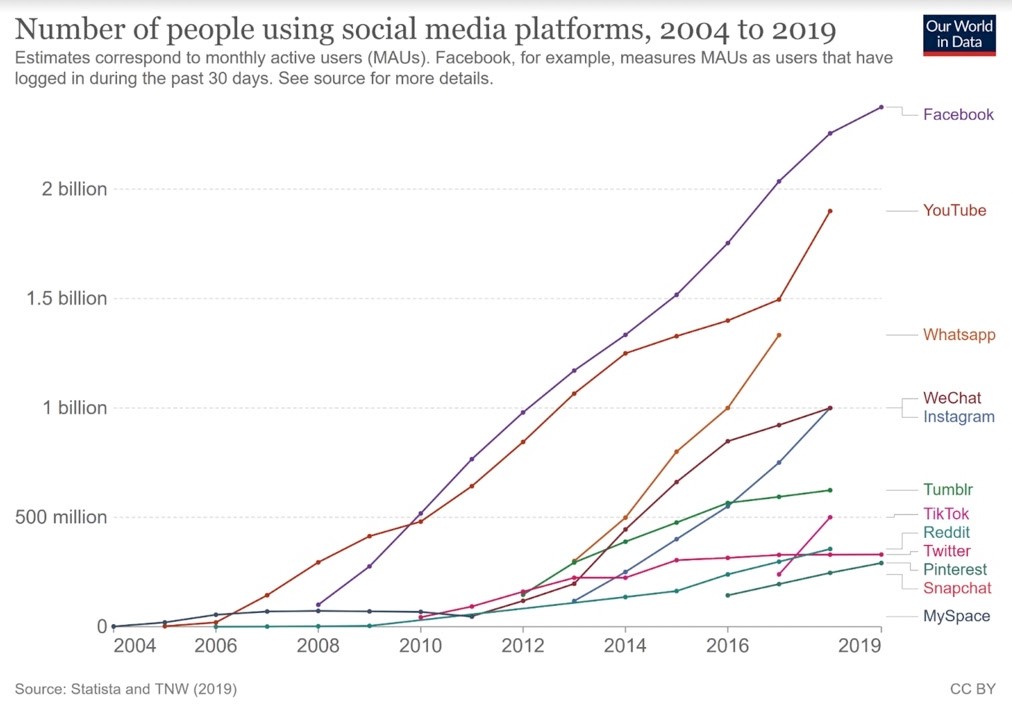 Number of people using social media platforms, 2004 to 2019
Our World
in Data
Estimates correspond to monthly active users (MAUs). Facebook, for example, measures MAUs as users that have
logged in during the past 30 days. See source for more details.
Facebook
2 billion
YouTube
1.5 billion
Whatsapp
WeChat
1 billion
Instagram
Tumblr
500 million
TikTok
Reddit
Twitter
Pinterest
Snapchat
MySpace
0
2004 2006 2008 2010 2012 2014 2016 2019
Source: Statista and TNW (2019)
CC BY